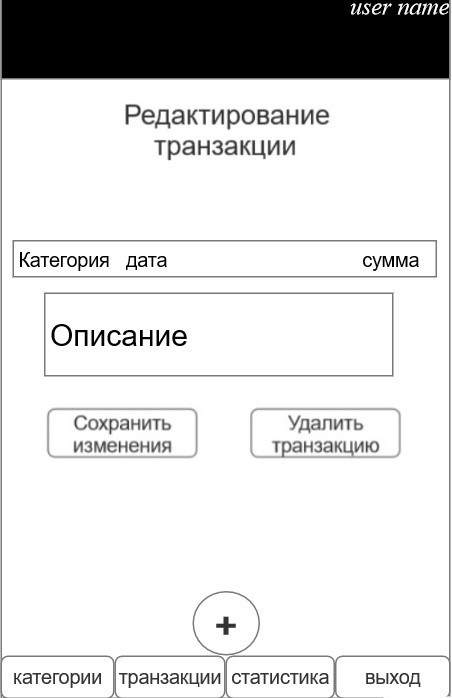 user name
Редактирование
транзакции
Категория дата сумма
Описание
Сохранить
изменения
Удалить
транзакцию
+
категории транзакции статистика выход